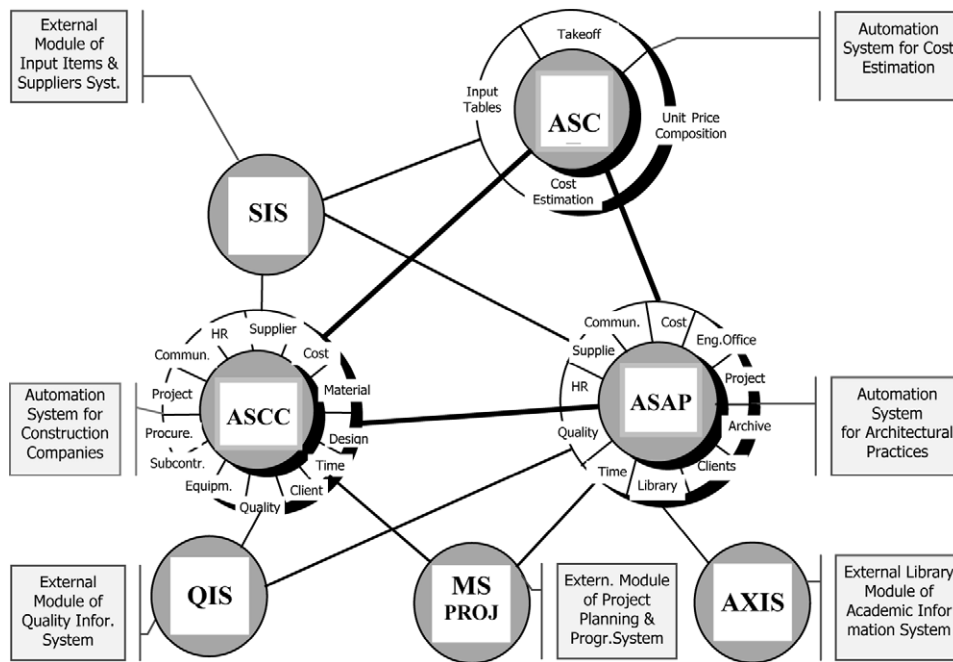 External
Module of
Input Items &
Suppliers Syst.
Takeoff
Input
Tables
ASC
Unit Price
Composition
Cost
Estimation
Automation
System for Cost
Estimation
SIS
HR
Supplier
Commun.
Cost
Project
Material
ASCC
Procure.
Design
Subcontr.
Time
Equipm.
Client
Quality
Automation
System for
Construction
Companies
Commun.
Cost
Supplie
Eng.Office
HR
Project
ASAP
Quality
Archive
Time
Clients
Library
Automation
System
for Architectural
Practices
External
Module of
Quality Infor.
System
QIS
MS
PROJ
Extern. Module
of Project
Planning &
Progr.System
AXIS
External Library
Module of
Academic Infor
mation System